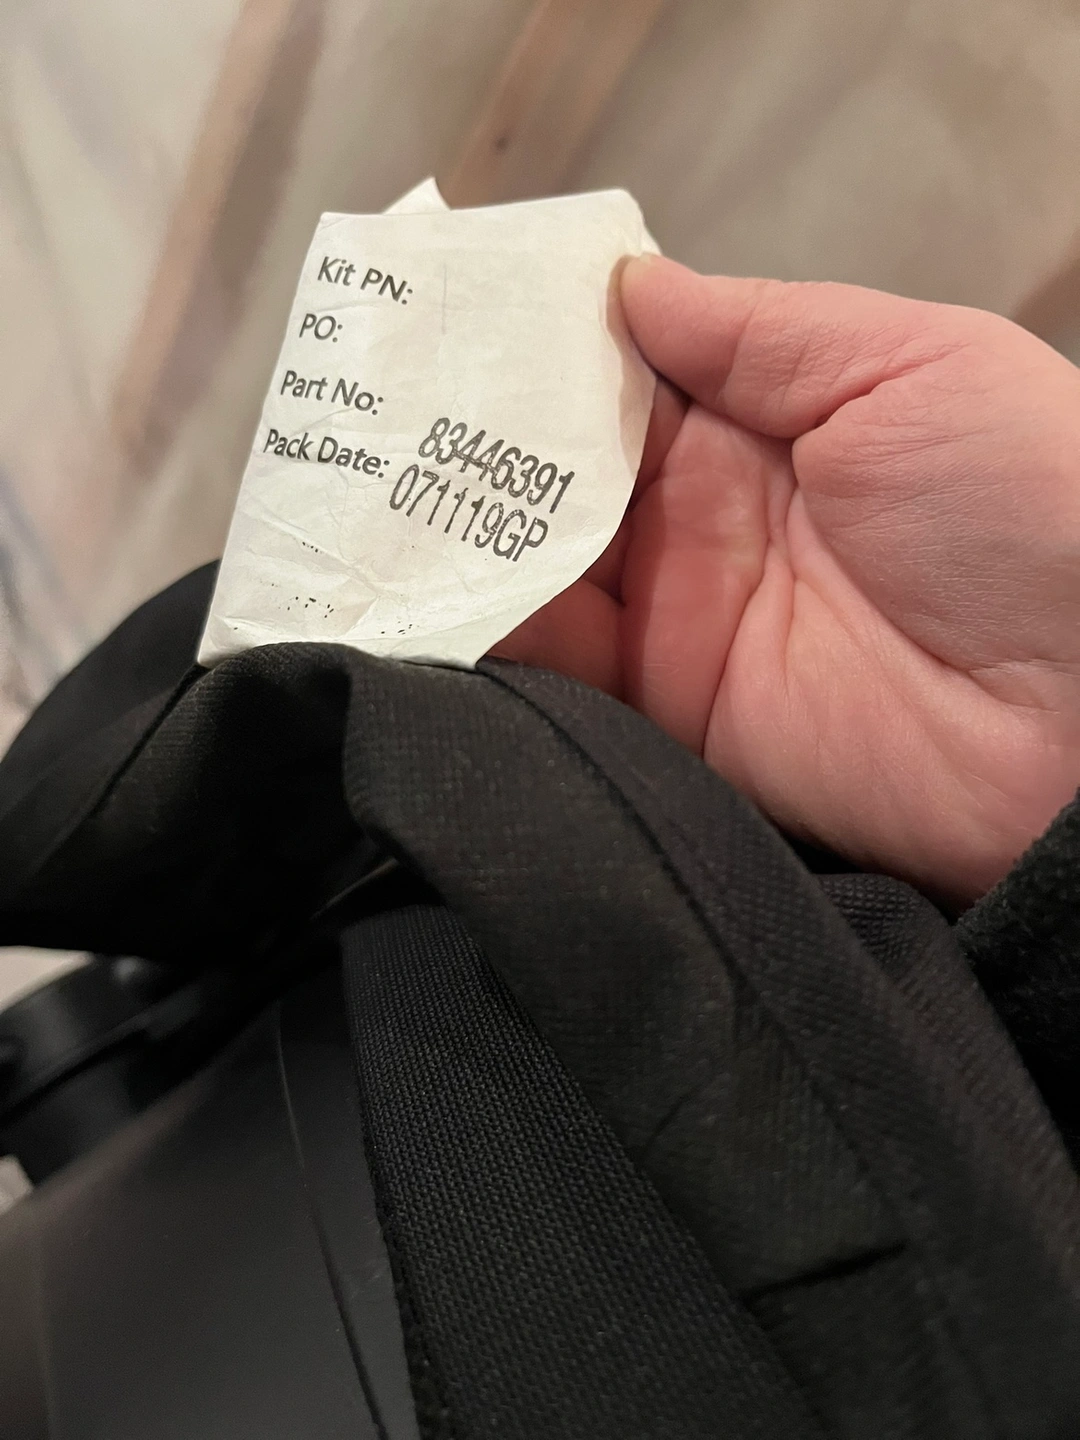 Kit PN:
PO:
Part No: 83446391
Pack Date: 071119GP